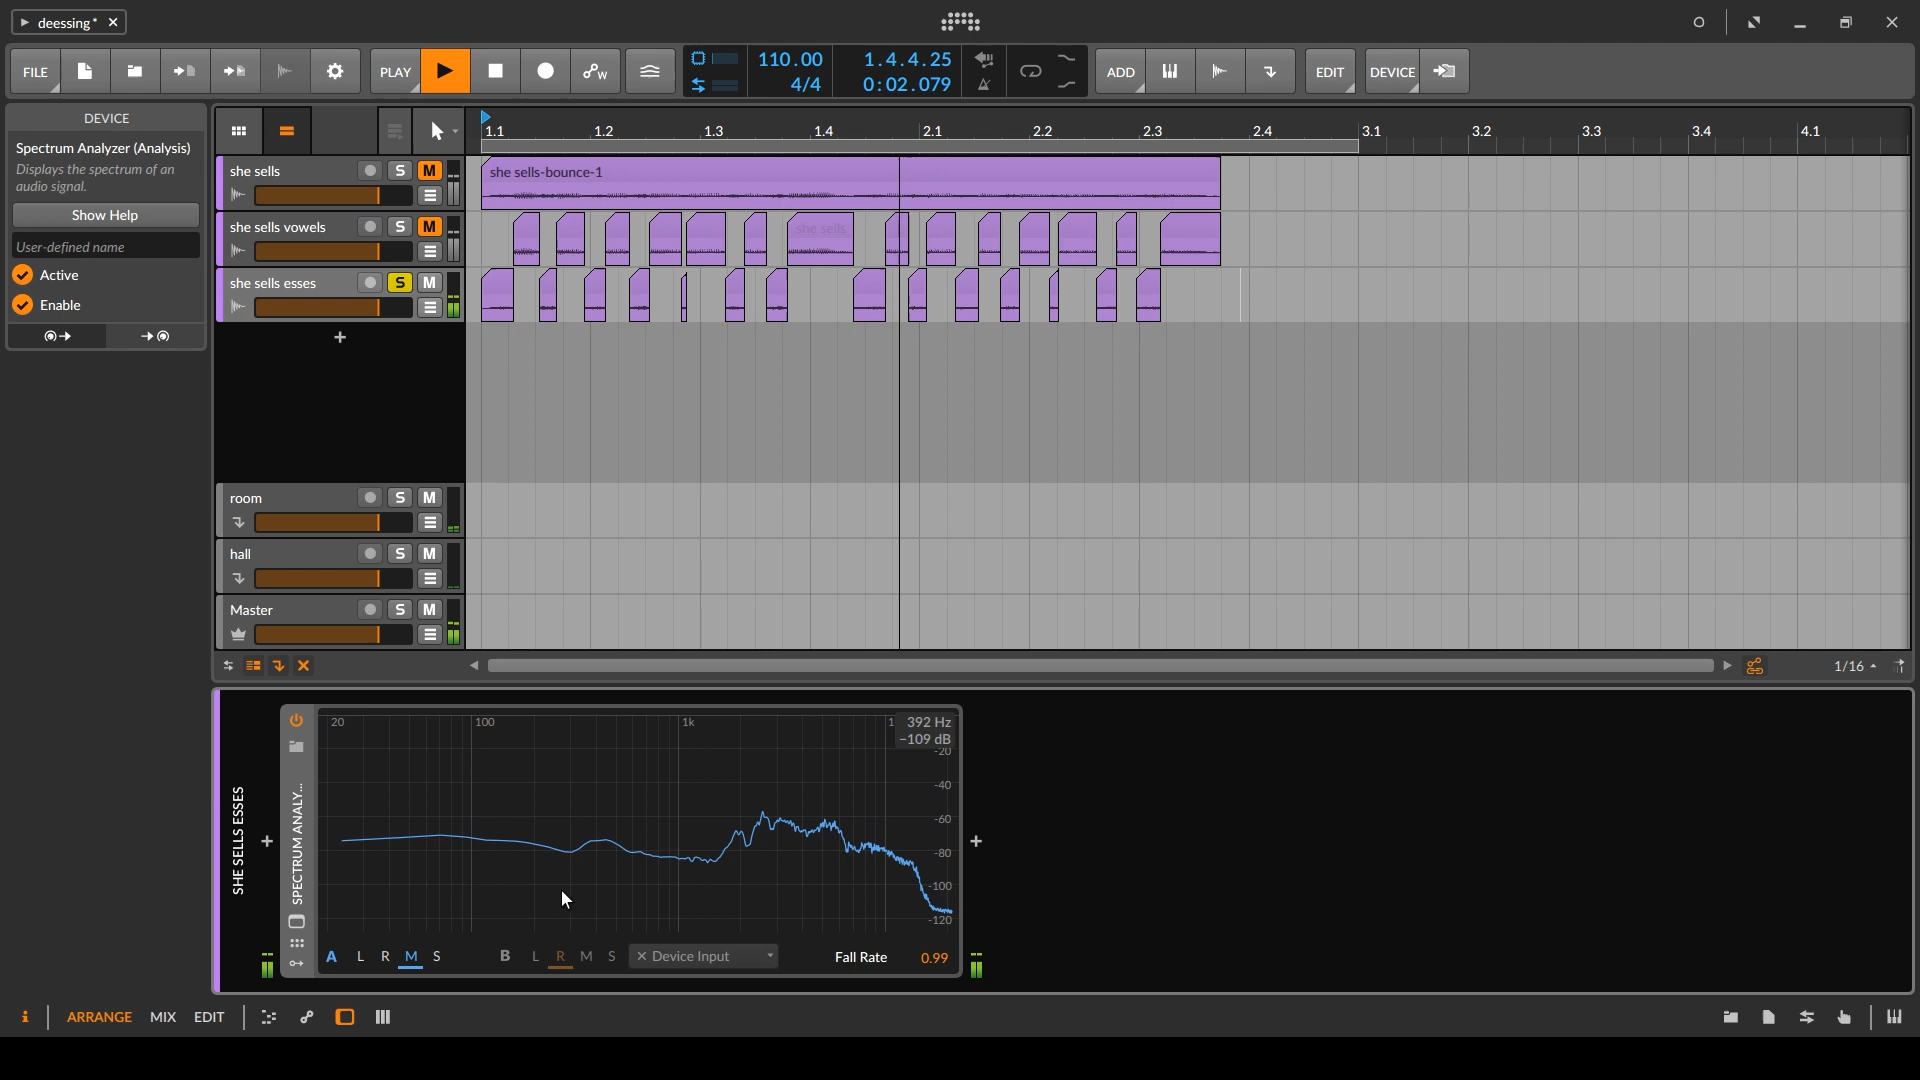 deessing*
FILE
PLAY
110.00
4/4
1.4.4.25
0:02.079
ADD
EDIT
DEVICE
DEVICE
Spectrum Analyzer (Analysis)
Displays the spectrum of an
audio signal.
Show Help
User-defined name
Active
Enable
1.1 1.2 1.3 1.4 2.1 2.2 2.3 2.4 3.1 3.2 3.3 3.4 4.1
she sells S M
she sells-bounce-1
she sells vowels S M
she sells
she sells esses S M
room S M
hall S M
Master S M
1/16
SHE SELLS ESSES
SPECTRUM ANALY...
20 100 1k 1
392 Hz
-109 dB
-20
-40
-60
-80
-100
-120
A L R M S B L R M S Device Input Fall Rate 0.99
ARRANGE MIX EDIT